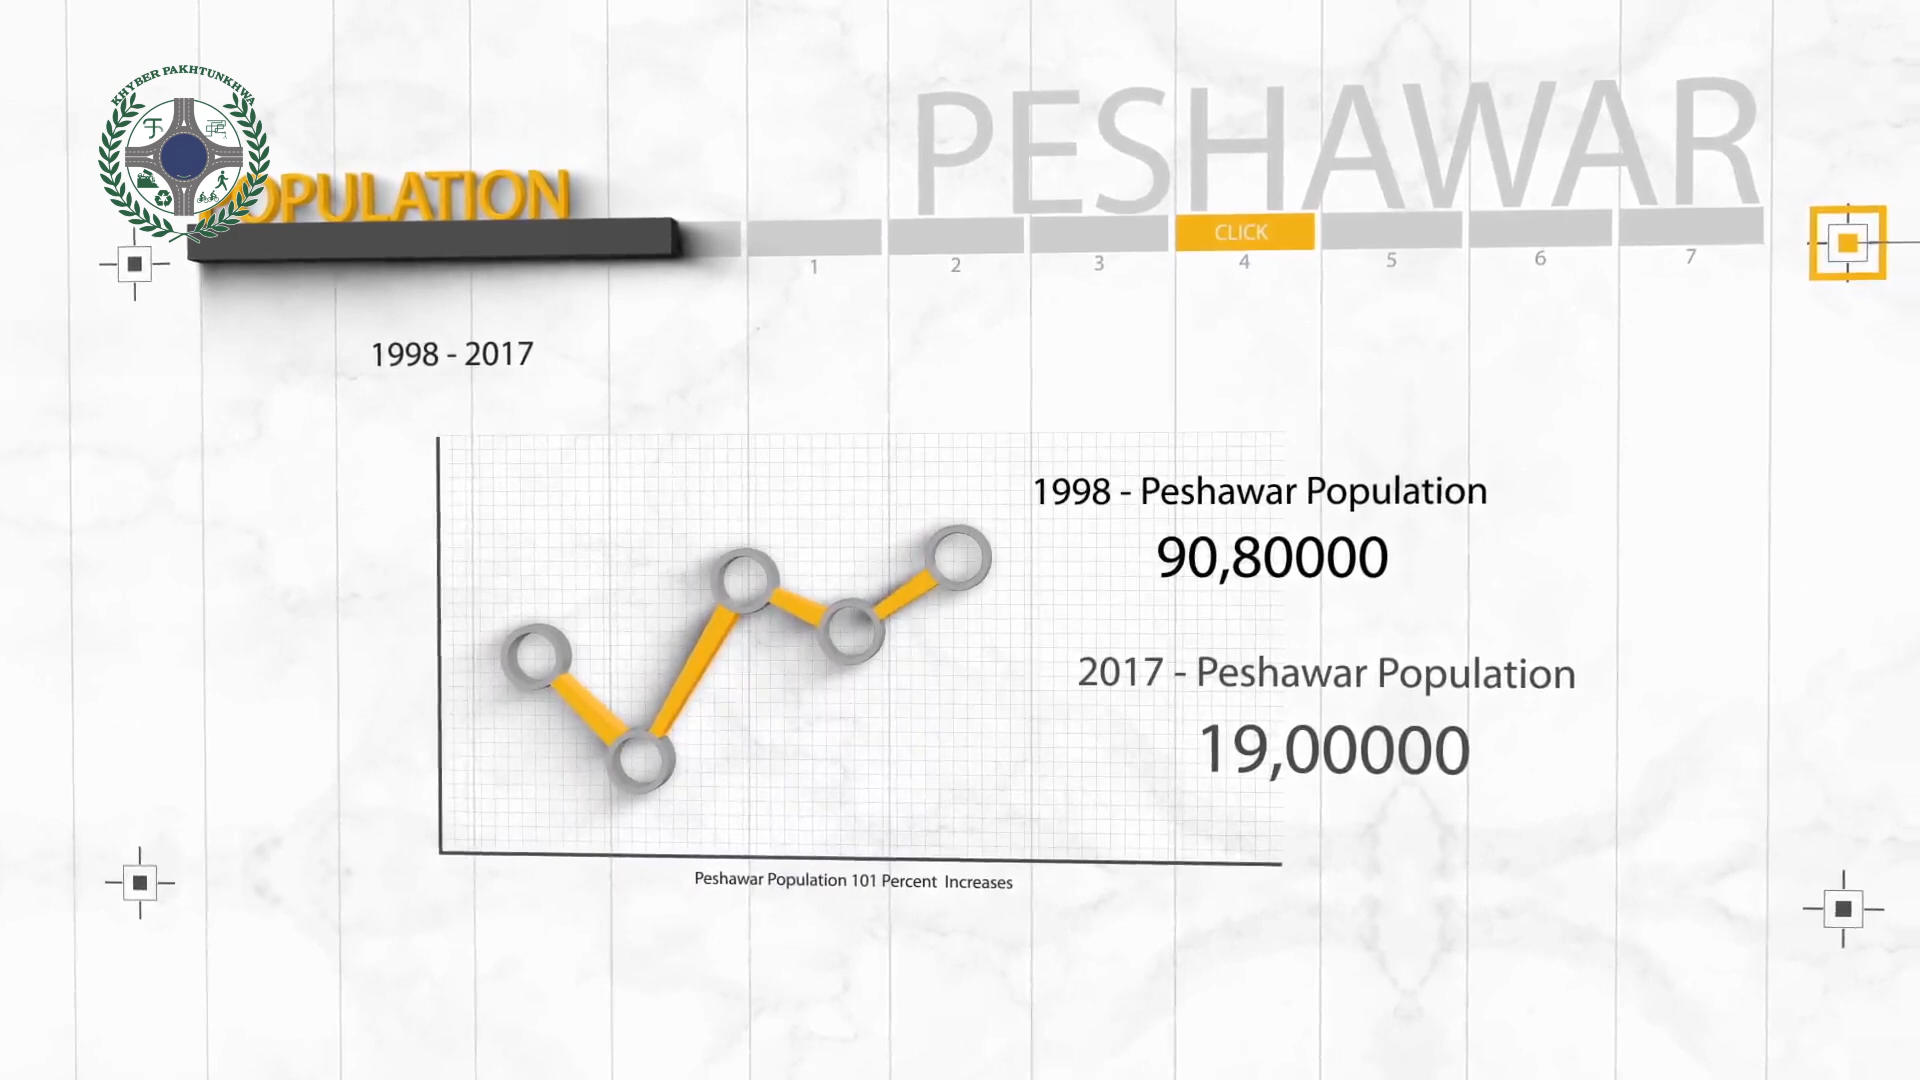 KHYBER PAKHTUNKHWA
PESHAWAR
OPULATION
CLICK
1 2 3 4 5 6 7
1998 - 2017
1998 - Peshawar Population
90,80000
2017 - Peshawar Population
19,00000
Peshawar Population 101 Percent Increases